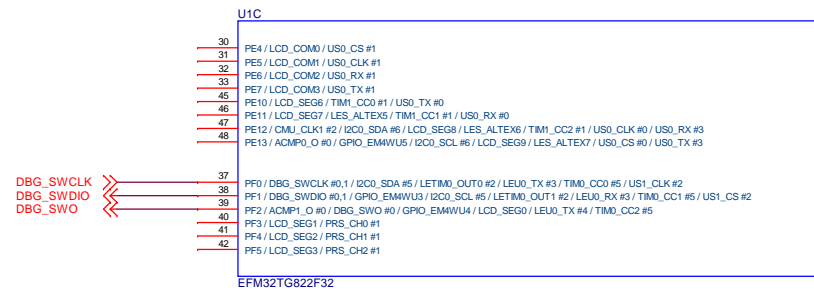 U1C
30 PE4 / LCD_COM0 / US0_CS #1
31 PE5 / LCD_COM1 / US0_CLK #1
32 PE6 / LCD_COM2 / US0_RX #1
33 PE7 / LCD_COM3 / US0_TX #1
45 PE10 / LCD_SEG6 / TIM1_CC0 #1 / US0_TX #0
46 PE11 / LCD_SEG7 / LES_ALTEX5 / TIM1_CC1 #1 / US0_RX #0
47 PE12 / CMU_CLK1 #2 / I2C0_SDA #6 / LCD_SEG8 / LES_ALTEX6 / TIM1_CC2 #1 / US0_CLK #0 / US0_RX #3
48 PE13 / ACMP0_O #0 / GPIO_EM4WU5 / I2C0_SCL #6 / LCD_SEG9 / LES_ALTEX7 / US0_CS #0 / US0_TX #3
DBG_SWCLK 37 PF0 / DBG_SWCLK #0,1 / I2C0_SDA #5 / LETIM0_OUT0 #2 / LEU0_TX #3 / TIM0_CC0 #5 / US1_CLK #2
DBG_SWDIO 38 PF1 / DBG_SWDIO #0,1 / GPIO_EM4WU3 / I2C0_SCL #5 / LETIM0_OUT1 #2 / LEU0_RX #3 / TIM0_CC1 #5 / US1_CS #2
DBG_SWO 39 PF2 / ACMP1_O #0 / DBG_SWO #0 / GPIO_EM4WU4 / LCD_SEG0 / LEU0_TX #4 / TIM0_CC2 #5
40 PF3 / LCD_SEG1 / PRS_CH0 #1
41 PF4 / LCD_SEG2 / PRS_CH1 #1
42 PF5 / LCD_SEG3 / PRS_CH2 #1
EFM32TG822F32